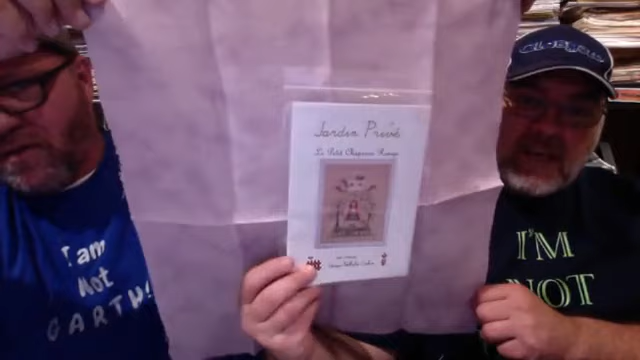 Jardin Privé
Le Petit Chaperon Rouge
I am
Not
GARTH!
I'M
NOT